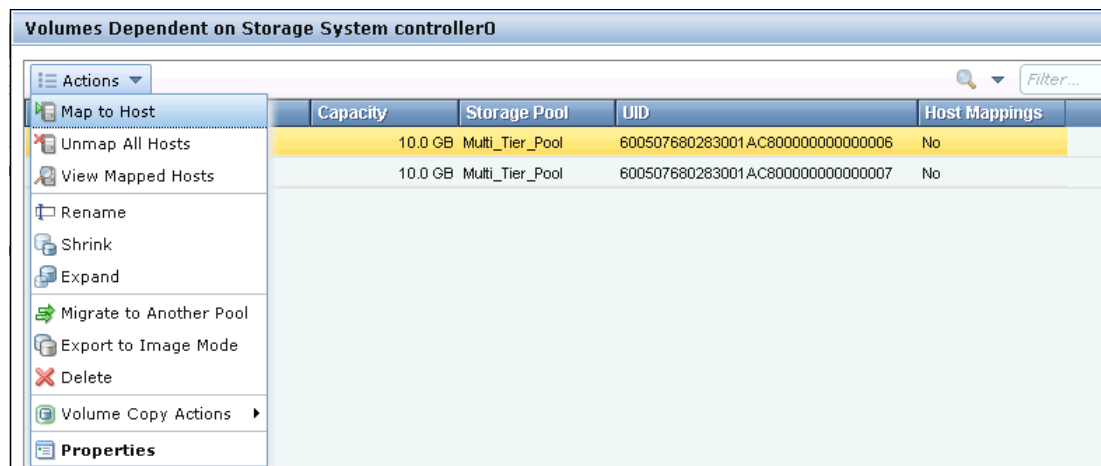 Volumes Dependent on Storage System controller0
Actions Filter...
Map to Host Capacity Storage Pool UID Host Mappings
Unmap All Hosts 10.0 GB Multi_Tier_Pool 600507680283001AC800000000000006 No
View Mapped Hosts 10.0 GB Multi_Tier_Pool 600507680283001AC800000000000007 No
Rename
Shrink
Expand
Migrate to Another Pool
Export to Image Mode
Delete
Volume Copy Actions
Properties